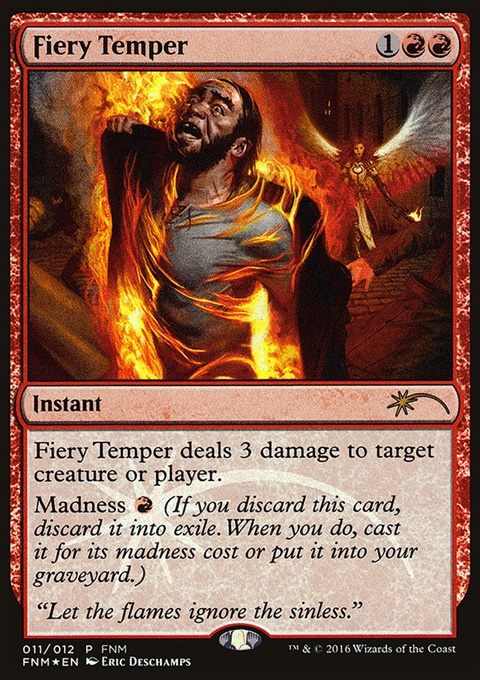 Fiery Temper 1
Instant
Fiery Temper deals 3 damage to target
creature or player.
Madness (If you discard this card,
discard it into exile. When you do, cast
it for its madness cost or put it into your
graveyard.)
“Let the flames ignore the sinless.”
011/012 P FNM
FNM★EN Eric Deschamps
™ & © 2016 Wizards of the Coast